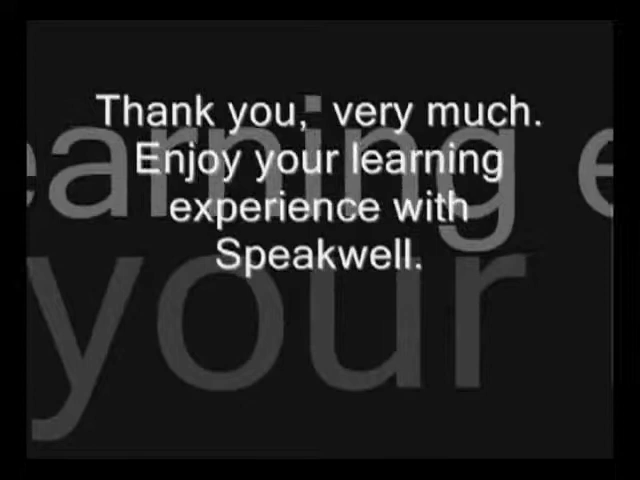 Thank you,  very much.
Enjoy your learning
experience with
Speakwell.
earning e
your